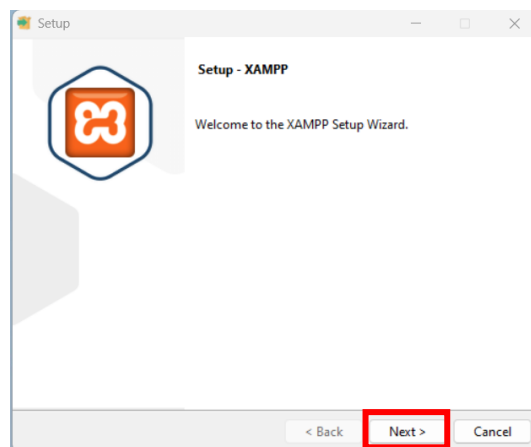 Setup
Setup - XAMPP
Welcome to the XAMPP Setup Wizard.
< Back
Next >
Cancel